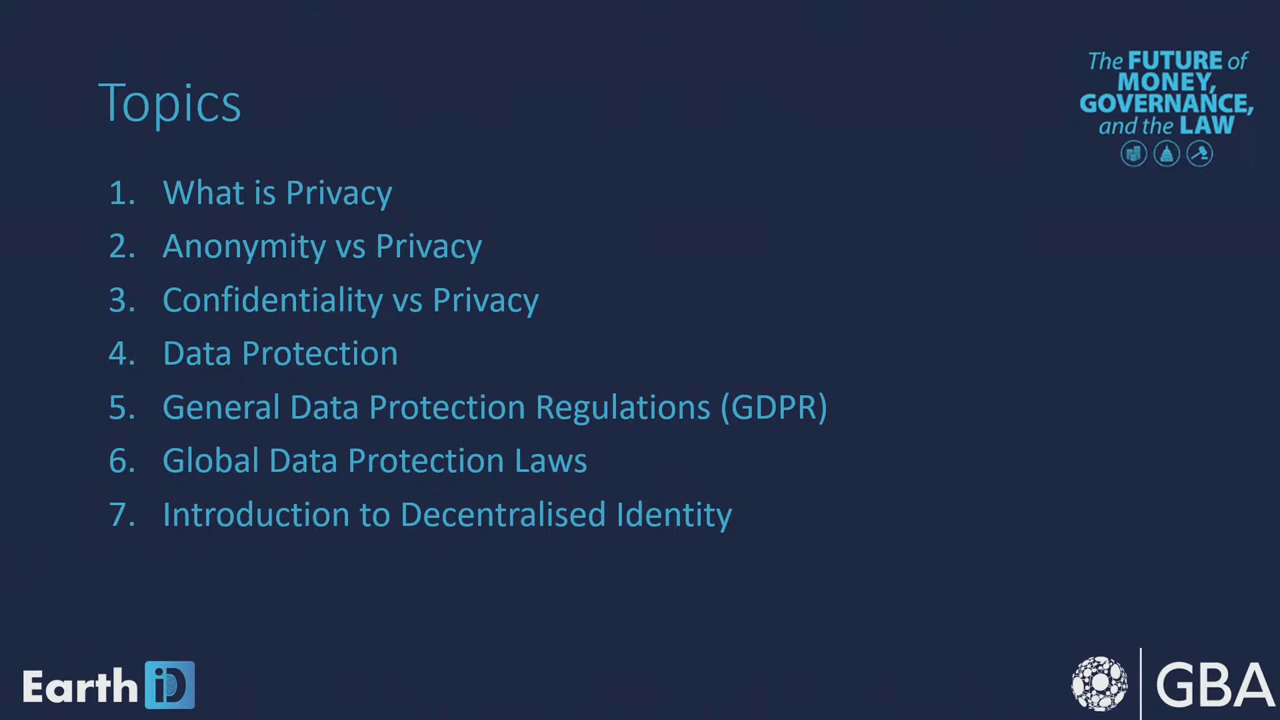 Topics
The FUTURE of
MONEY,
GOVERNANCE,
and the LAW
1. What is Privacy
2. Anonymity vs Privacy
3. Confidentiality vs Privacy
4. Data Protection
5. General Data Protection Regulations (GDPR)
6. Global Data Protection Laws
7. Introduction to Decentralised Identity
Earth iD
GBA